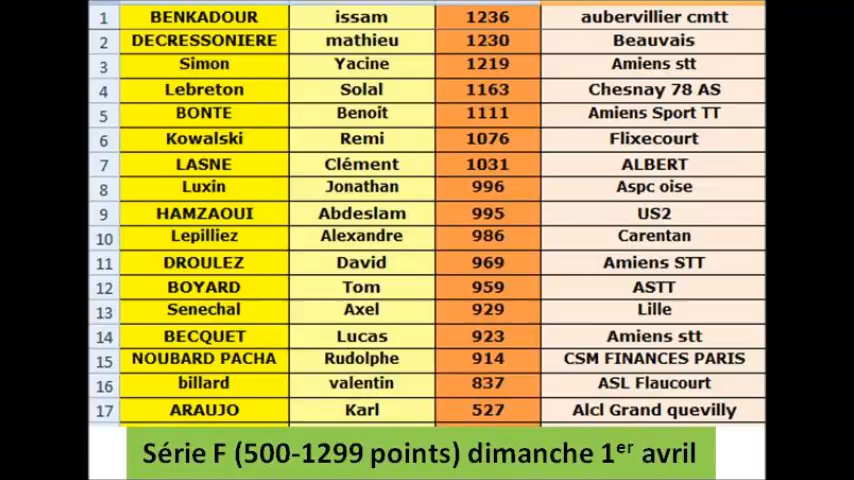 1 BENKADOUR issam 1236 aubervillier cmtt
2 DECRESSONIERE mathieu 1230 Beauvais
3 Simon Yacine 1219 Amiens stt
4 Lebreton Solal 1163 Chesnay 78 AS
5 BONTE Benoit 1111 Amiens Sport TT
6 Kowalski Remi 1076 Flixecourt
7 LASNE Clément 1031 ALBERT
8 Luxin Jonathan 996 Aspc oise
9 HAMZAOUI Abdeslam 995 US2
10 Lepilliez Alexandre 986 Carentan
11 DROULEZ David 969 Amiens STT
12 BOYARD Tom 959 ASTT
13 Senechal Axel 929 Lille
14 BECQUET Lucas 923 Amiens stt
15 NOUBARD PACHA Rudolphe 914 CSM FINANCES PARIS
16 billard valentin 837 ASL Flaucourt
17 ARAUJO Karl 527 Alcl Grand quevilly
Série F (500-1299 points) dimanche 1er avril